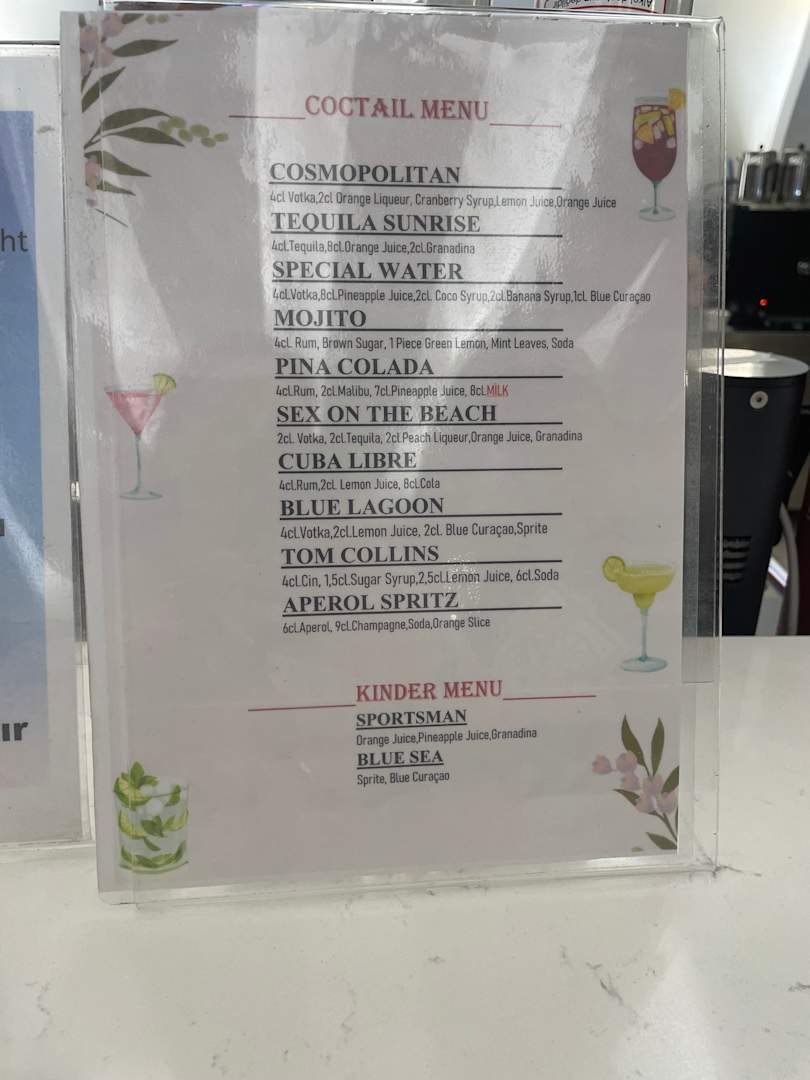 COCTAIL MENU
COSMOPOLITAN
4cl Votka,2cl Orange Liqueur, Cranberry Syrup,Lemon Juice,Orange Juice
TEQUILA SUNRISE
4cl.Tequila,8cl.Orange Juice,2cl.Granadina
SPECIAL WATER
4cl.Votka,8cl.Pineapple Juice,2cl. Coco Syrup,2cl.Banana Syrup,1cl. Blue Curaçao
MOJITO
4cl. Rum, Brown Sugar, 1 Piece Green Lemon, Mint Leaves, Soda
PINA COLADA
4cl.Rum, 2cl.Malibu, 7cl.Pineapple Juice, 8cl.MİLK
SEX ON THE BEACH
2cl. Votka, 2cl.Tequila, 2cl.Peach Liqueur,Orange Juice, Granadina
CUBA LIBRE
4cl.Rum,2cl. Lemon Juice, 8cl.Cola
BLUE LAGOON
4cl.Votka,2cl.Lemon Juice, 2cl. Blue Curaçao,Sprite
TOM COLLINS
4cl.Cin, 1,5cl.Sugar Syrup,2,5cl.Lemon Juice, 6cl.Soda
APEROL SPRITZ
6cl.Aperol, 9cl.Champagne,Soda,Orange Slice
KINDER MENU
SPORTSMAN
Orange Juice,Pineapple Juice,Granadina
BLUE SEA
Sprite, Blue Curaçao
ht
ır